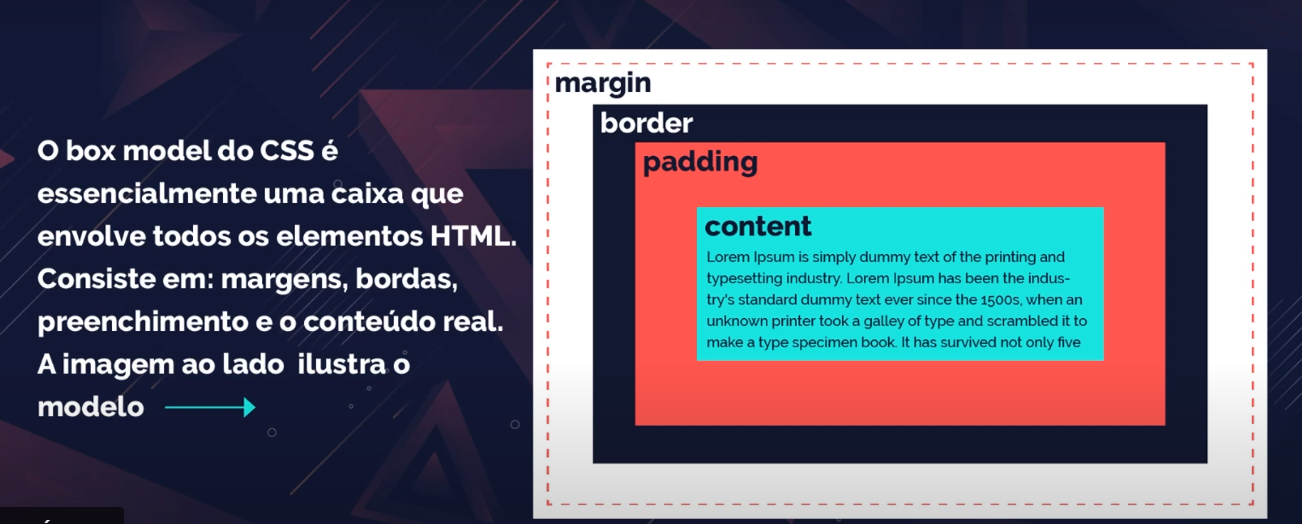 O box model do CSS é
essencialmente uma caixa que
envolve todos os elementos HTML.
Consiste em: margens, bordas,
preenchimento e o conteúdo real.
A imagem ao lado  ilustra o
modelo
margin
border
padding
content
Lorem Ipsum is simply dummy text of the printing and
typesetting industry. Lorem Ipsum has been the indus-
try's standard dummy text ever since the 1500s, when an
unknown printer took a galley of type and scrambled it to
make a type specimen book. It has survived not only five